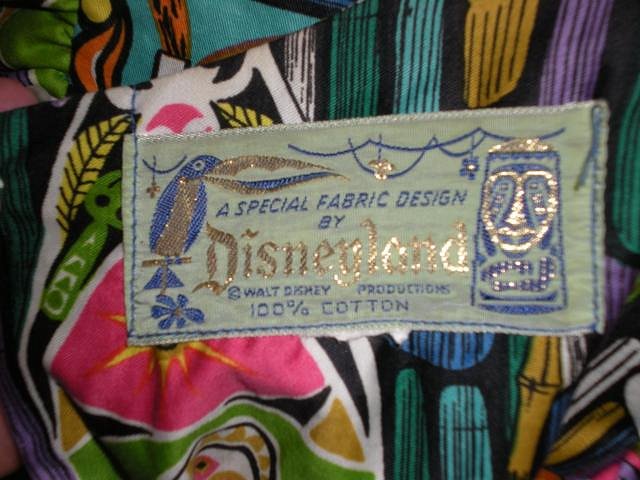 A SPECIAL FABRIC DESIGN
BY
Disneyland
© WALT DISNEY PRODUCTIONS
100% COTTON